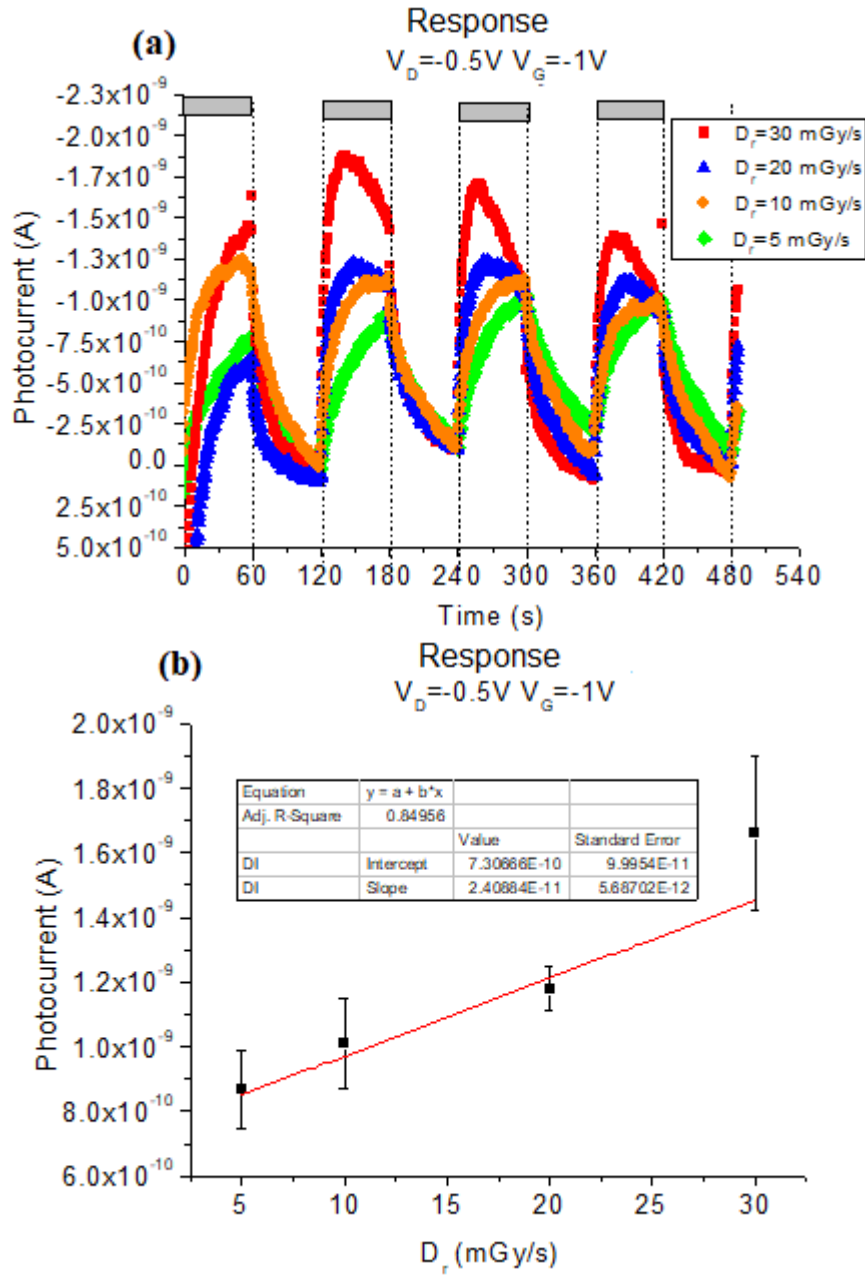 (a)
Response
V_D=-0.5V V_G=-1V
Photocurrent (A)
-2.3x10⁻⁹
-2.0x10⁻⁹
-1.7x10⁻⁹
-1.5x10⁻⁹
-1.3x10⁻⁹
-1.0x10⁻⁹
-7.5x10⁻¹⁰
-5.0x10⁻¹⁰
-2.5x10⁻¹⁰
0.0
2.5x10⁻¹⁰
5.0x10⁻¹⁰
D_r=30 mGy/s
D_r=20 mGy/s
D_r=10 mGy/s
D_r=5 mGy/s
0 60 120 180 240 300 360 420 480 540
Time (s)
(b)
Response
V_D=-0.5V V_G=-1V
Photocurrent (A)
2.0x10⁻⁹
1.8x10⁻⁹
1.6x10⁻⁹
1.4x10⁻⁹
1.2x10⁻⁹
1.0x10⁻⁹
8.0x10⁻¹⁰
6.0x10⁻¹⁰
Equation y = a + b*x
Adj. R-Square 0.84956
Value Standard Error
DI Intercept 7.30666E-10 9.9954E-11
DI Slope 2.40884E-11 5.68702E-12
5 10 15 20 25 30
D_r (mGy/s)